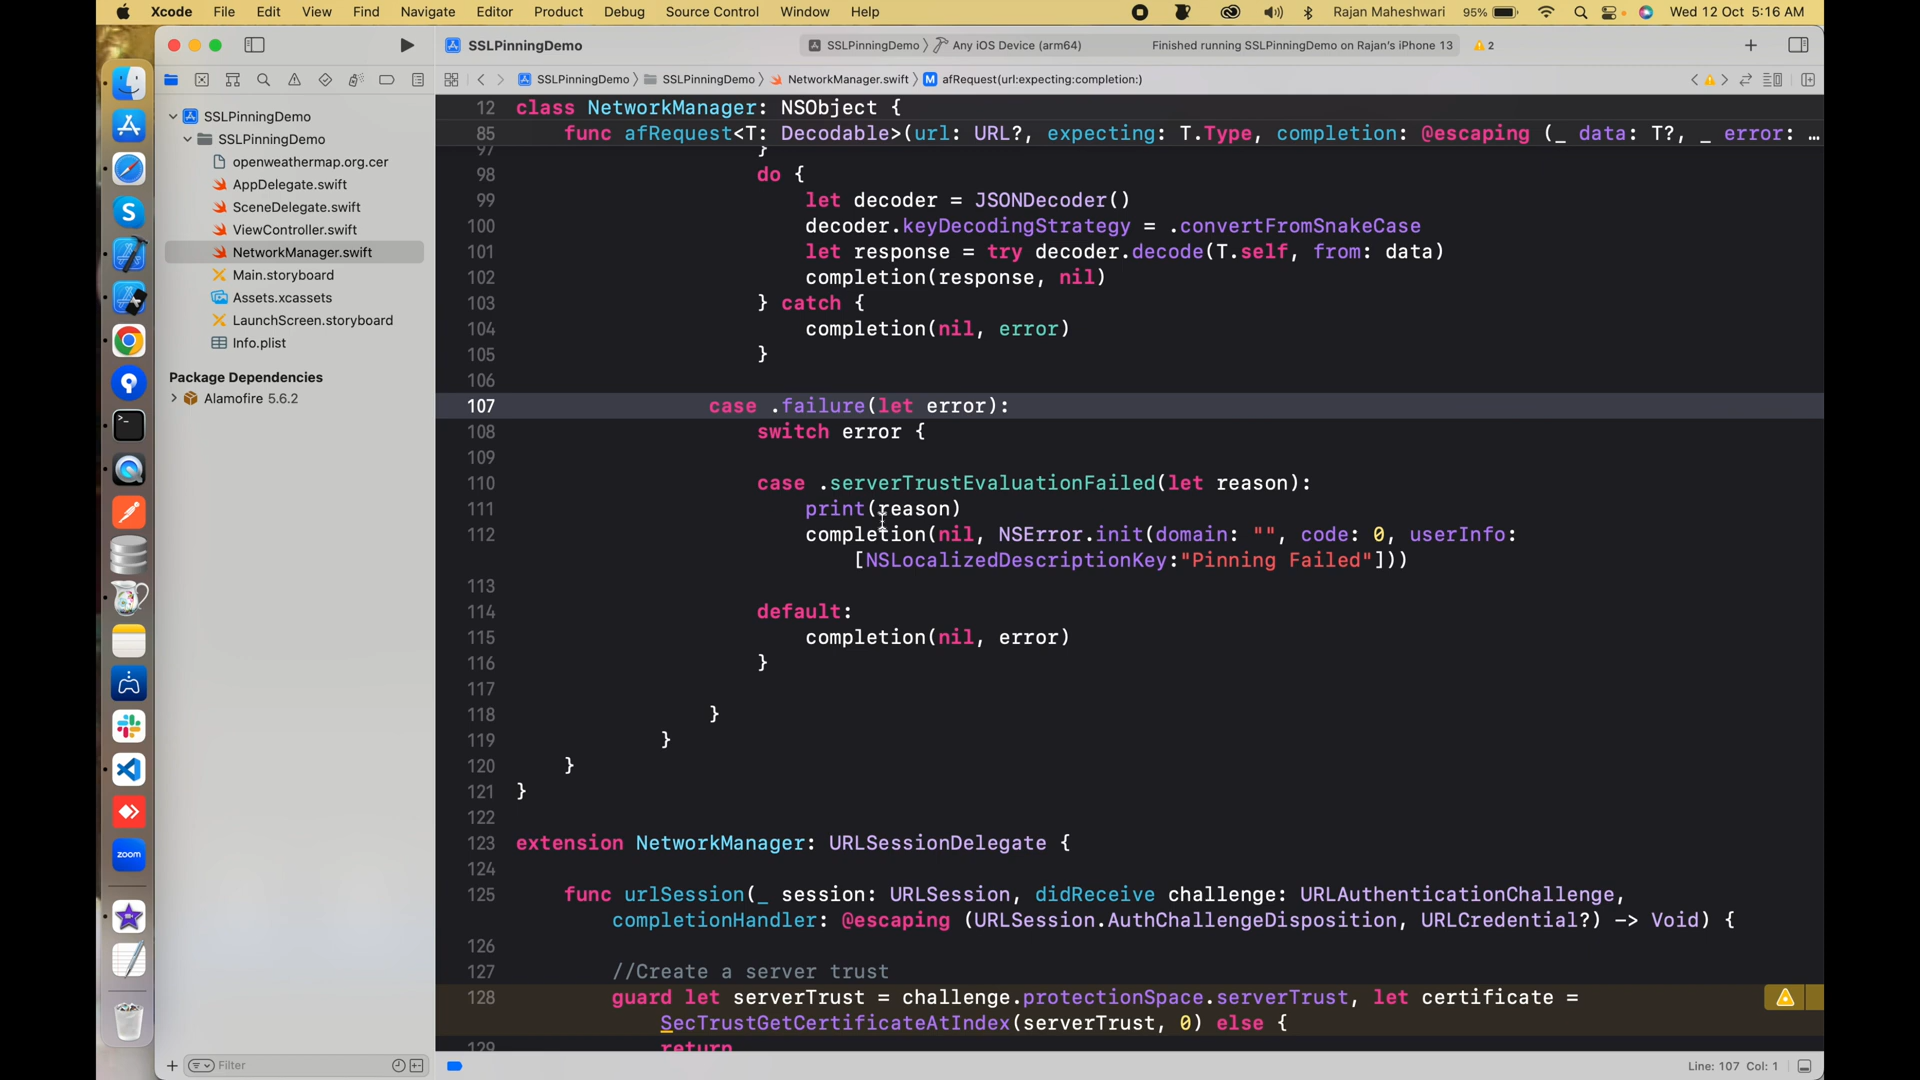 Xcode File Edit View Find Navigate Editor Product Debug Source Control Window Help Rajan Maheshwari 95% Wed 12 Oct 5:16 AM
SSLPinningDemo SSLPinningDemo Any iOS Device (arm64) Finished running SSLPinningDemo on Rajan's iPhone 13 2
SSLPinningDemo SSLPinningDemo NetworkManager.swift M afRequest(url:expecting:completion:)
SSLPinningDemo
SSLPinningDemo
openweathermap.org.cer
AppDelegate.swift
SceneDelegate.swift
ViewController.swift
NetworkManager.swift
Main.storyboard
Assets.xcassets
LaunchScreen.storyboard
Info.plist
Package Dependencies
Alamofire 5.6.2
Filter
zoom
12 class NetworkManager: NSObject {
85 func afRequest<T: Decodable>(url: URL?, expecting: T.Type, completion: @escaping (_ data: T?, _ error: …
97 }
98 do {
99 let decoder = JSONDecoder()
100 decoder.keyDecodingStrategy = .convertFromSnakeCase
101 let response = try decoder.decode(T.self, from: data)
102 completion(response, nil)
103 } catch {
104 completion(nil, error)
105 }
106
107 case .failure(let error):
108 switch error {
109
110 case .serverTrustEvaluationFailed(let reason):
111 print(reason)
112 completion(nil, NSError.init(domain: "", code: 0, userInfo:
[NSLocalizedDescriptionKey:"Pinning Failed"]))
113
114 default:
115 completion(nil, error)
116 }
117
118 }
119 }
120 }
121 }
122
123 extension NetworkManager: URLSessionDelegate {
124
125 func urlSession(_ session: URLSession, didReceive challenge: URLAuthenticationChallenge,
completionHandler: @escaping (URLSession.AuthChallengeDisposition, URLCredential?) -> Void) {
126
127 //Create a server trust
128 guard let serverTrust = challenge.protectionSpace.serverTrust, let certificate =
SecTrustGetCertificateAtIndex(serverTrust, 0) else {
129 return
Line: 107 Col: 1